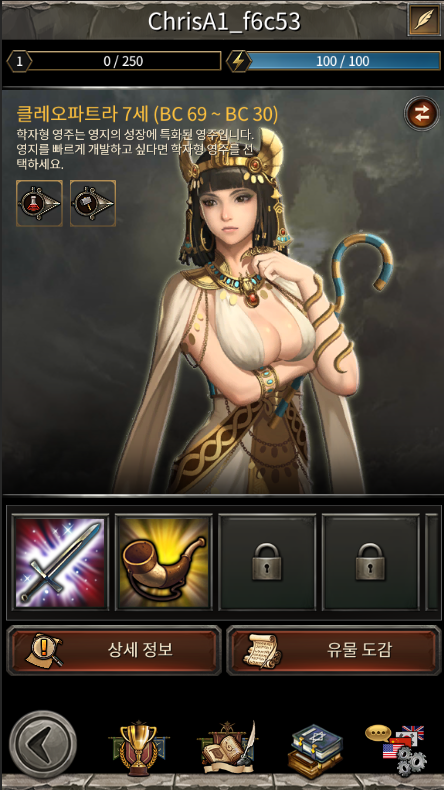 ChrisA1_f6c53
1
0 / 250
100 / 100
클레오파트라 7세 (BC 69 ~ BC 30)
학자형 영주는 영지의 성장에 특화된 영주입니다.
영지를 빠르게 개발하고 싶다면 학자형 영주를 선
택하세요.
상세 정보
유물 도감